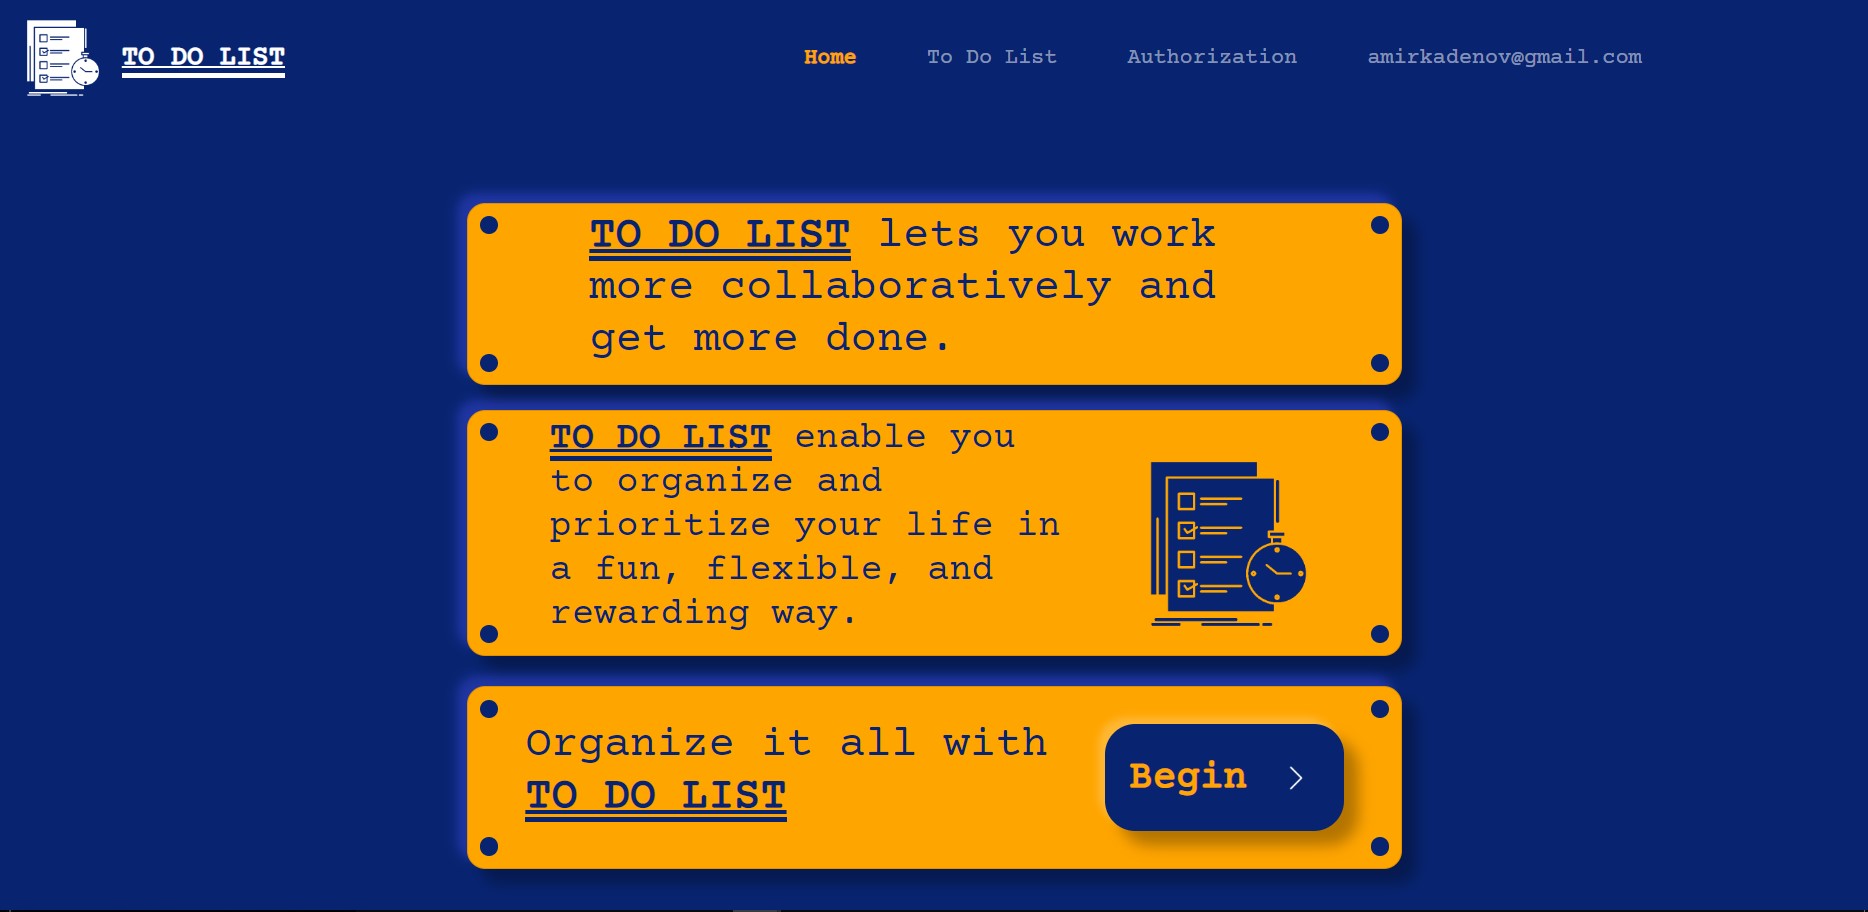 TO DO LIST
Home To Do List Authorization amirkadenov@gmail.com
TO DO LIST lets you work
more collaboratively and
get more done.
TO DO LIST enable you
to organize and
prioritize your life in
a fun, flexible, and
rewarding way.
Organize it all with
TO DO LIST
Begin